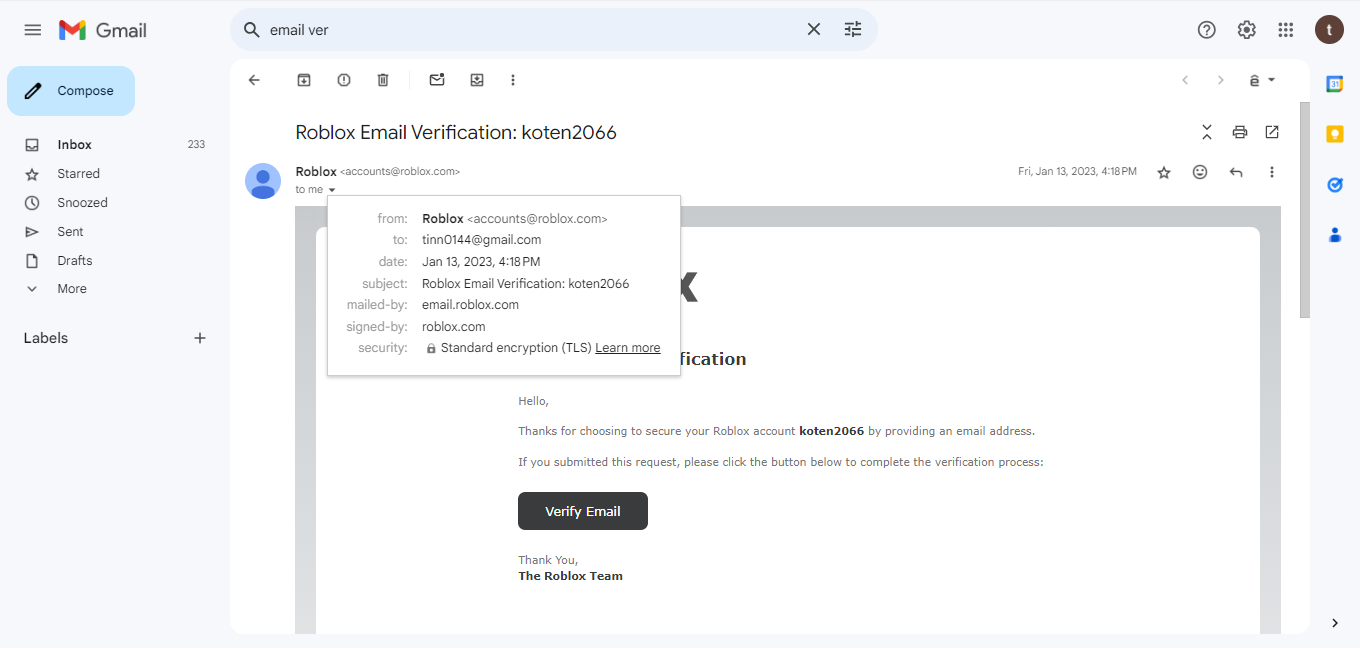 Gmail
email ver
t
Compose
Inbox 233
Starred
Snoozed
Sent
Drafts
More
Labels
31
Roblox Email Verification: koten2066
Roblox <accounts@roblox.com>
Fri, Jan 13, 2023, 4:18 PM
to me
from: Roblox <accounts@roblox.com>
to: tinn0144@gmail.com
date: Jan 13, 2023, 4:18 PM
subject: Roblox Email Verification: koten2066
mailed-by: email.roblox.com
signed-by: roblox.com
security: Standard encryption (TLS) Learn more
X
fication
Hello,
Thanks for choosing to secure your Roblox account koten2066 by providing an email address.
If you submitted this request, please click the button below to complete the verification process:
Verify Email
Thank You,
The Roblox Team